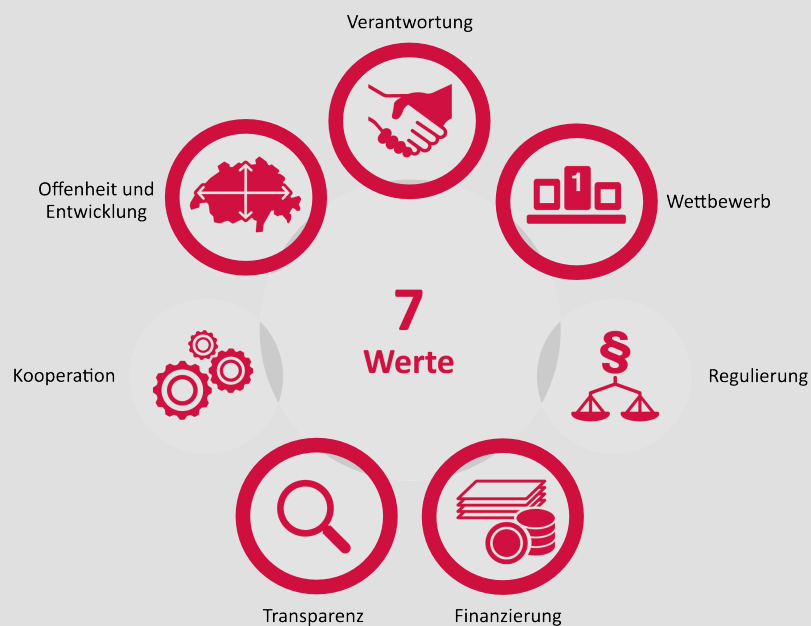 Verantwortung
Offenheit und
Entwicklung
1
Wettbewerb
7
Werte
Kooperation
§
Regulierung
Transparenz
Finanzierung